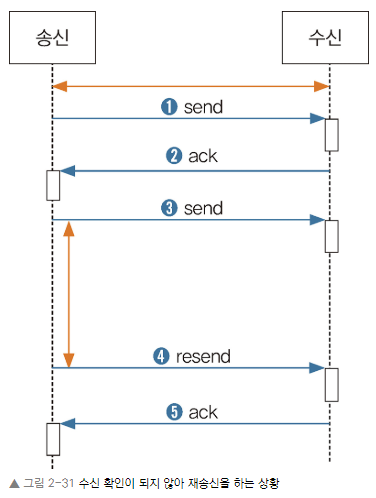 송신 수신
❶ send
❷ ack
❸ send
❹ resend
❺ ack
▲ 그림 2-31 수신 확인이 되지 않아 재송신을 하는 상황